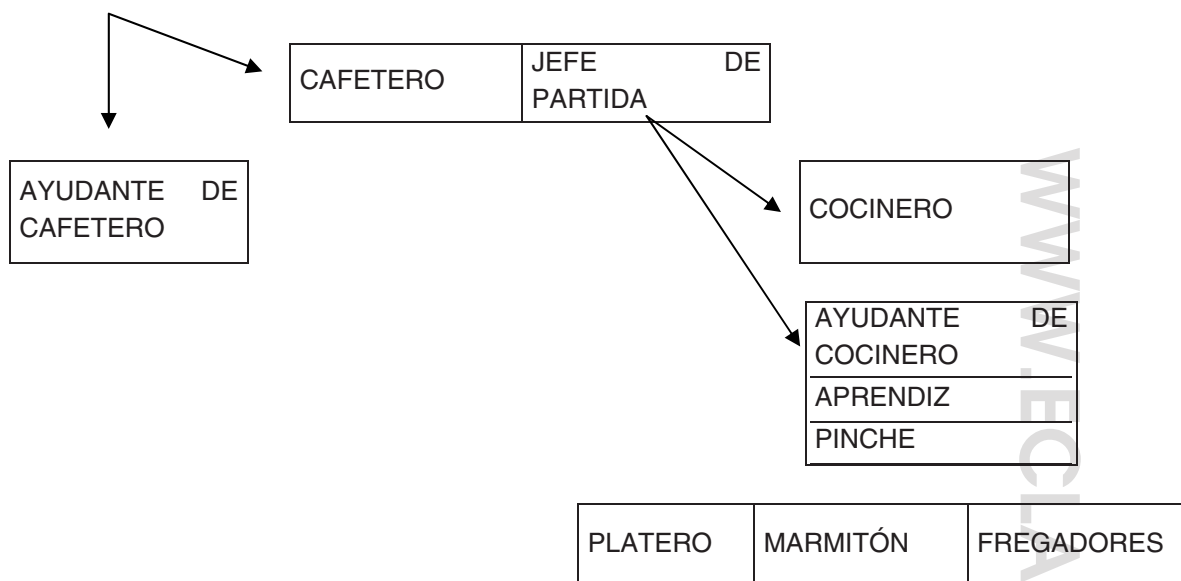 CAFETERO
JEFE DE
PARTIDA
AYUDANTE DE
CAFETERO
COCINERO
AYUDANTE DE
COCINERO
APRENDIZ
PINCHE
PLATERO
MARMITÓN
FREGADORES
WWW.ECLA